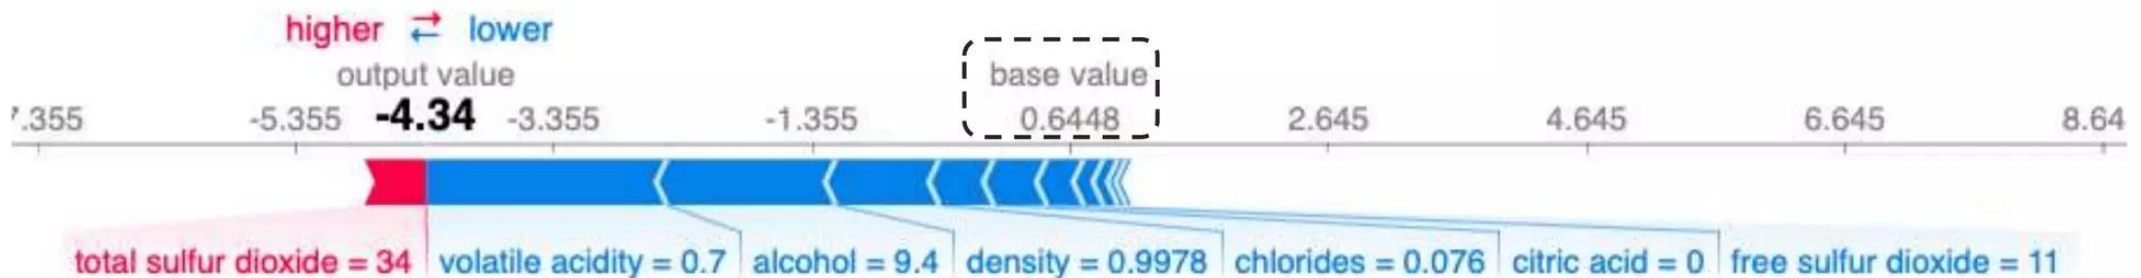 higher ⇄ lower
output value base value
7.355 -5.355 -4.34 -3.355 -1.355 0.6448 2.645 4.645 6.645 8.64
total sulfur dioxide = 34 volatile acidity = 0.7 alcohol = 9.4 density = 0.9978 chlorides = 0.076 citric acid = 0 free sulfur dioxide = 11